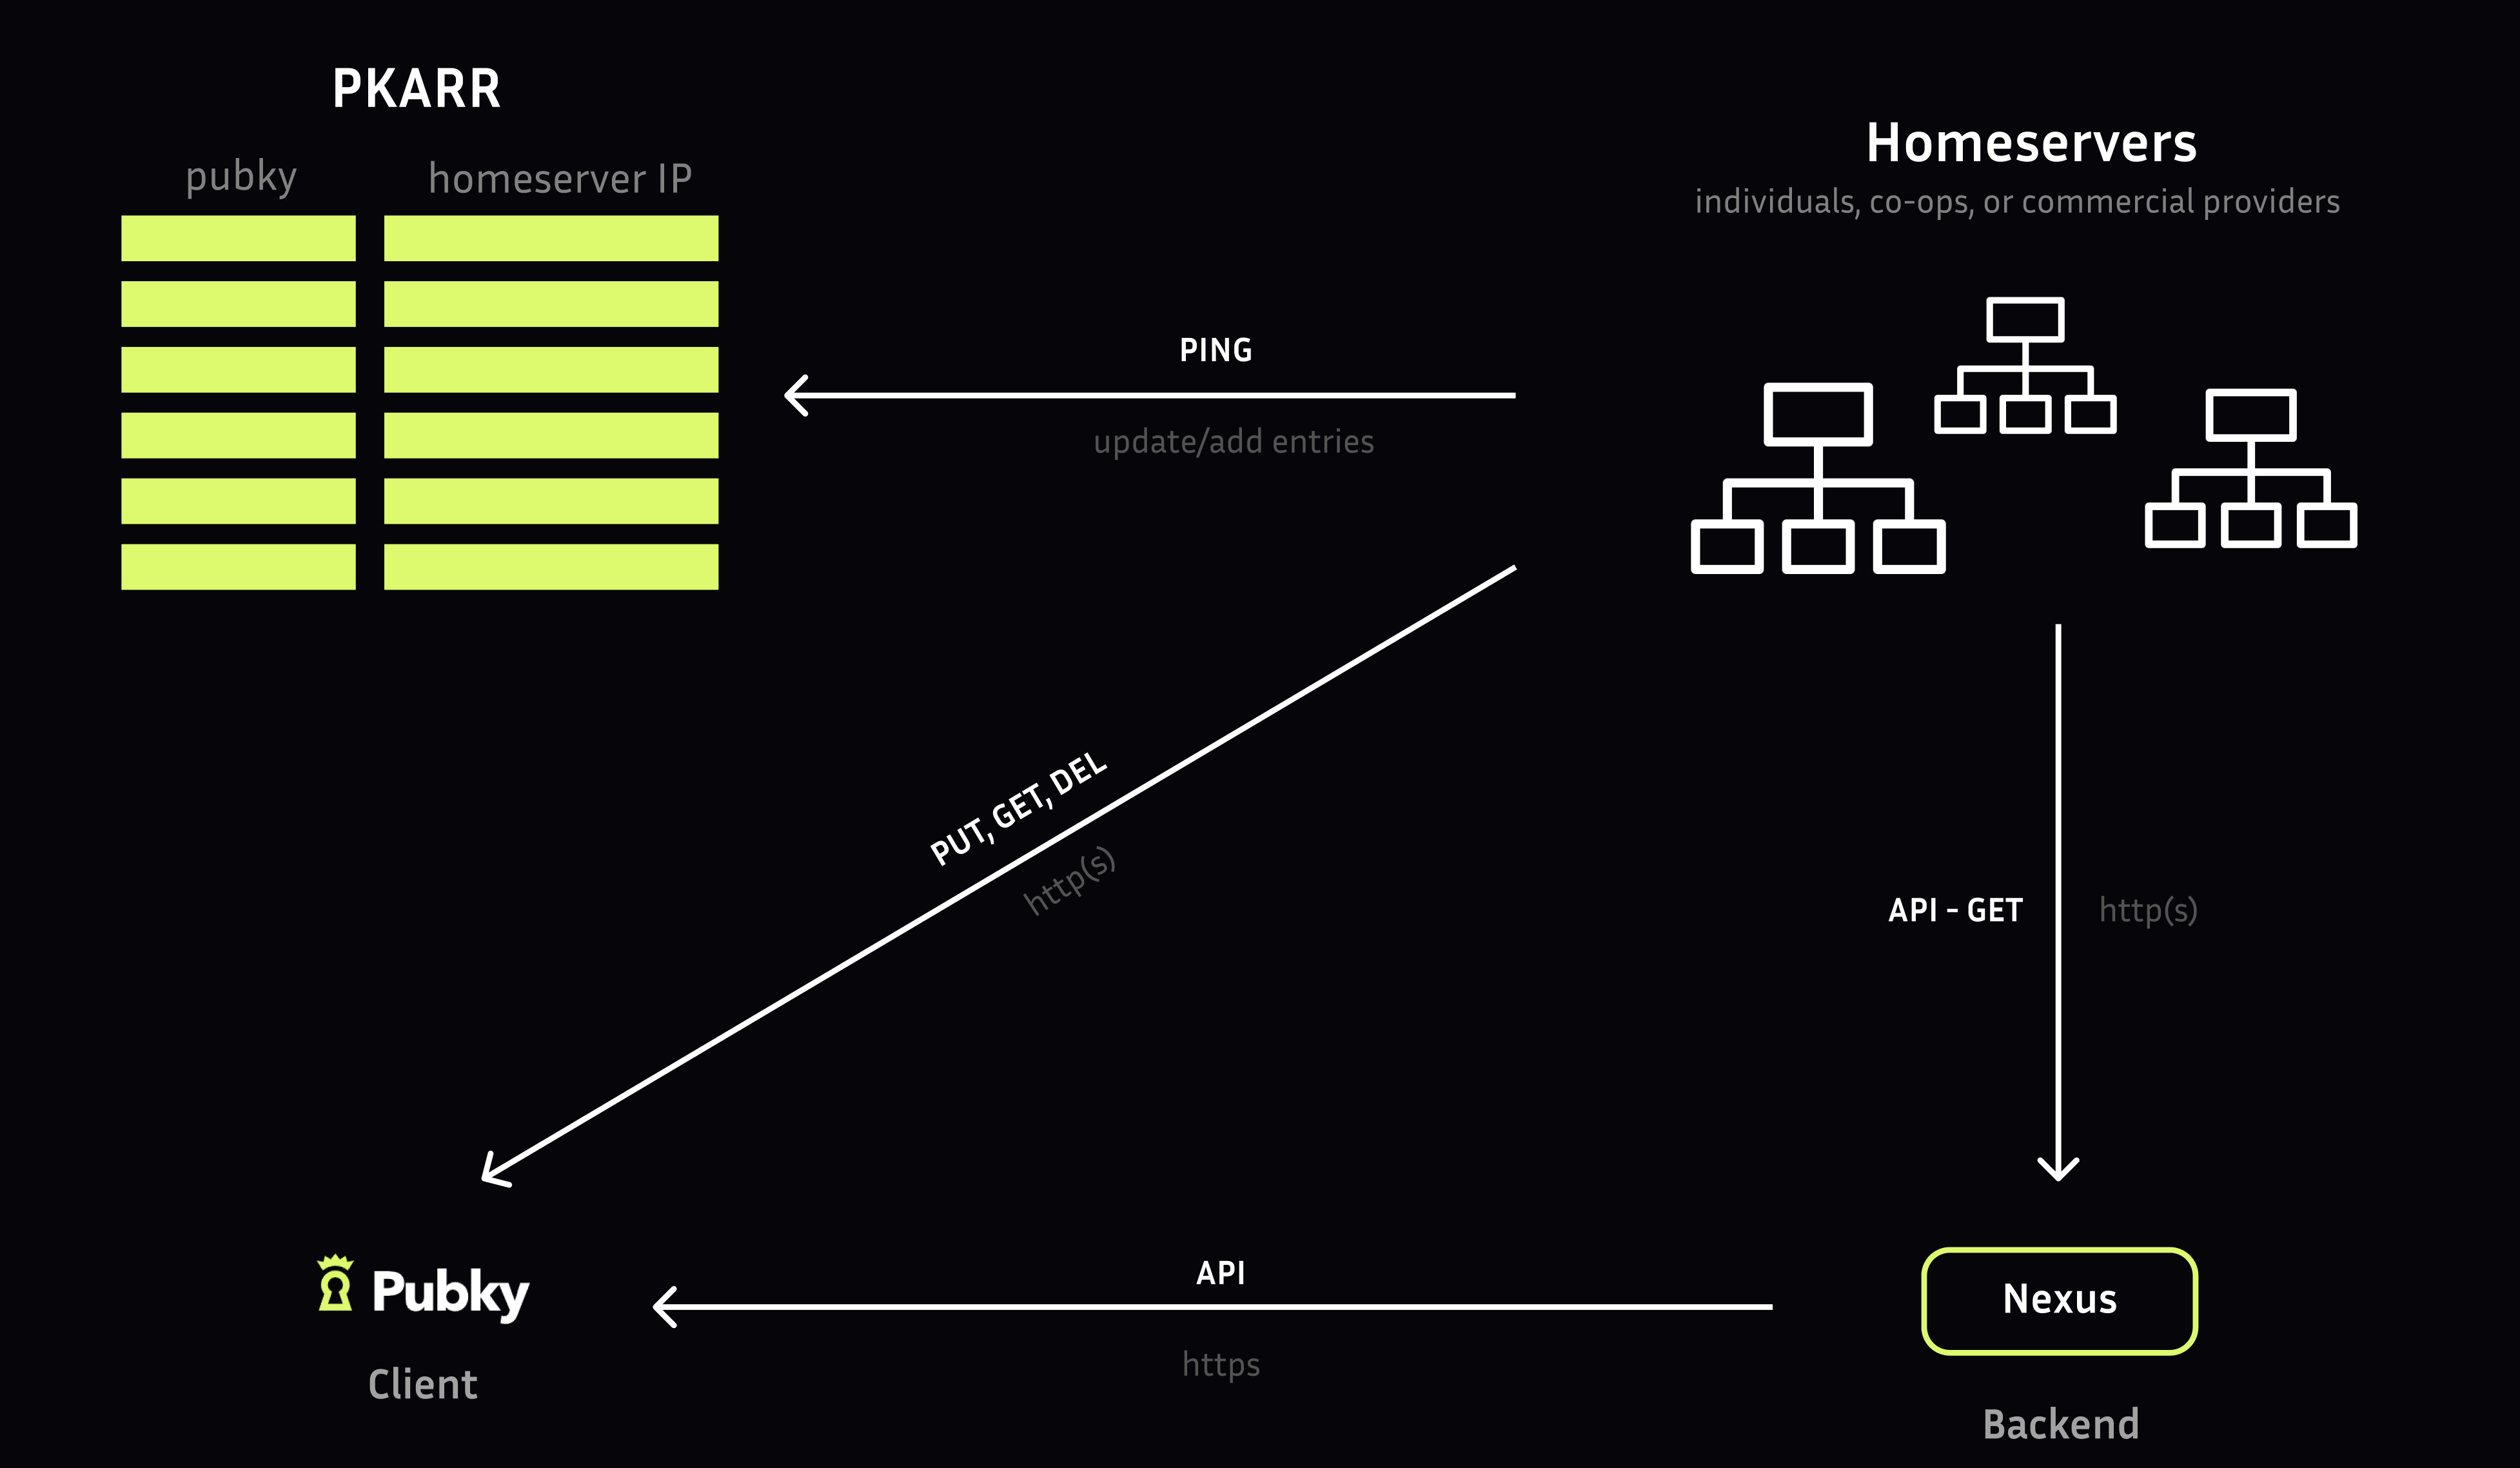 PKARR
pubky
homeserver IP
Homeservers
individuals, co-ops, or commercial providers
PING
update/add entries
PUT, GET, DEL
http(s)
API - GET
http(s)
Pubky
Client
API
https
Nexus
Backend